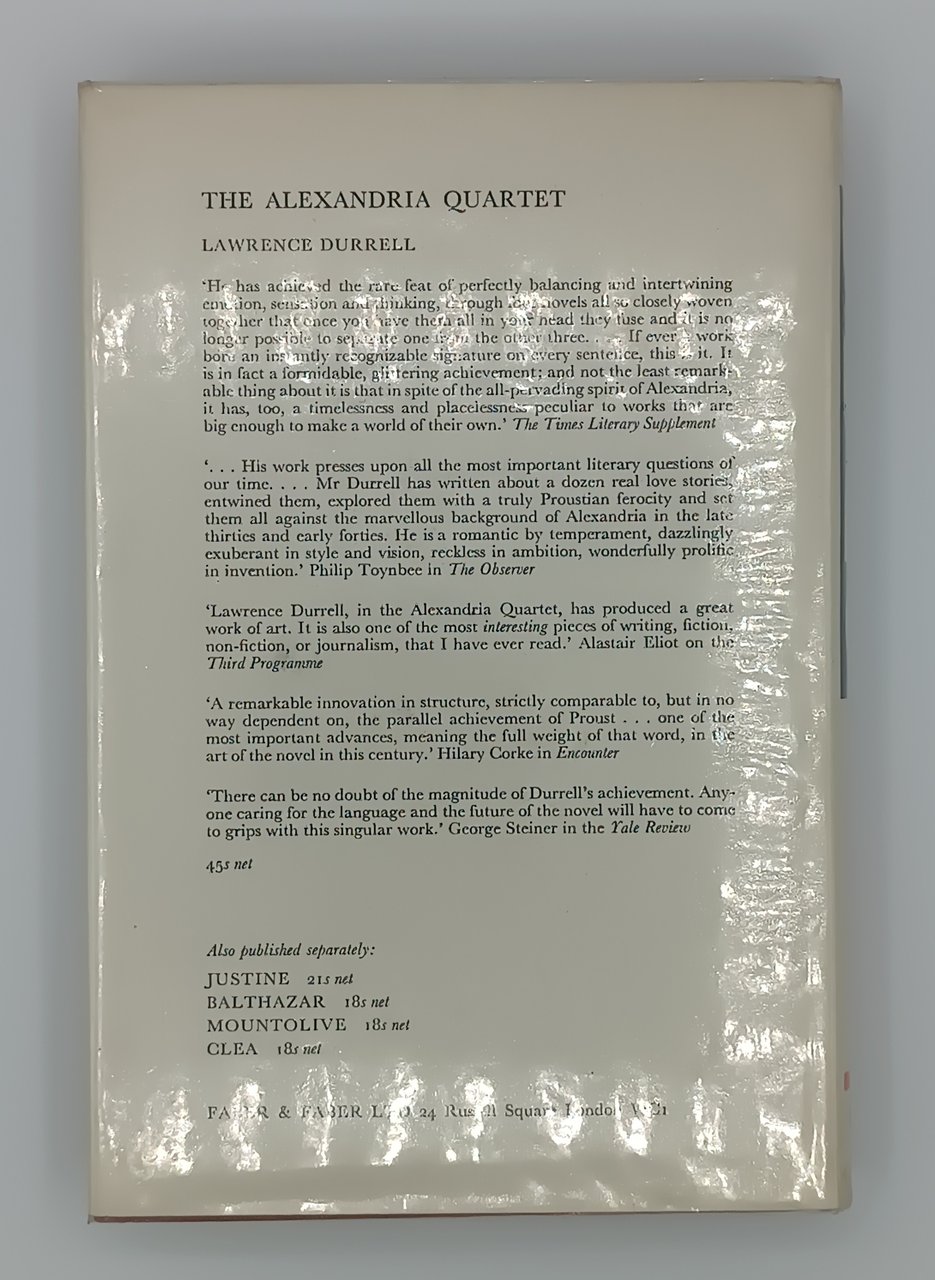 THE ALEXANDRIA QUARTET
LAWRENCE DURRELL
‘He has achieved the rare feat of perfectly balancing and intertwining
emotion, sensation and thinking, through four novels all so closely woven
together that once you have them all in your head they fuse and it is no
longer possible to separate one from the other three. . . . If ever a work
bore an instantly recognizable signature on every sentence, this is it. It
is in fact a formidable, glittering achievement; and not the least remark-
able thing about it is that in spite of the all-pervading spirit of Alexandria,
it has, too, a timelessness and placelessness peculiar to works that are
big enough to make a world of their own.’ The Times Literary Supplement
‘. . . His work presses upon all the most important literary questions of
our time. . . . Mr Durrell has written about a dozen real love stories,
entwined them, explored them with a truly Proustian ferocity and set
them all against the marvellous background of Alexandria in the late
thirties and early forties. He is a romantic by temperament, dazzlingly
exuberant in style and vision, reckless in ambition, wonderfully prolific
in invention.’ Philip Toynbee in The Observer
‘Lawrence Durrell, in the Alexandria Quartet, has produced a great
work of art. It is also one of the most interesting pieces of writing, fiction,
non-fiction, or journalism, that I have ever read.’ Alastair Eliot on the
Third Programme
‘A remarkable innovation in structure, strictly comparable to, but in no
way dependent on, the parallel achievement of Proust . . . one of the
most important advances, meaning the full weight of that word, in the
art of the novel in this century.’ Hilary Corke in Encounter
‘There can be no doubt of the magnitude of Durrell’s achievement. Any-
one caring for the language and the future of the novel will have to come
to grips with this singular work.’ George Steiner in the Yale Review
45s net
Also published separately:
JUSTINE 21s net
BALTHAZAR 18s net
MOUNTOLIVE 18s net
CLEA 18s net
FABER & FABER LTD 24 Russell Square London WC1